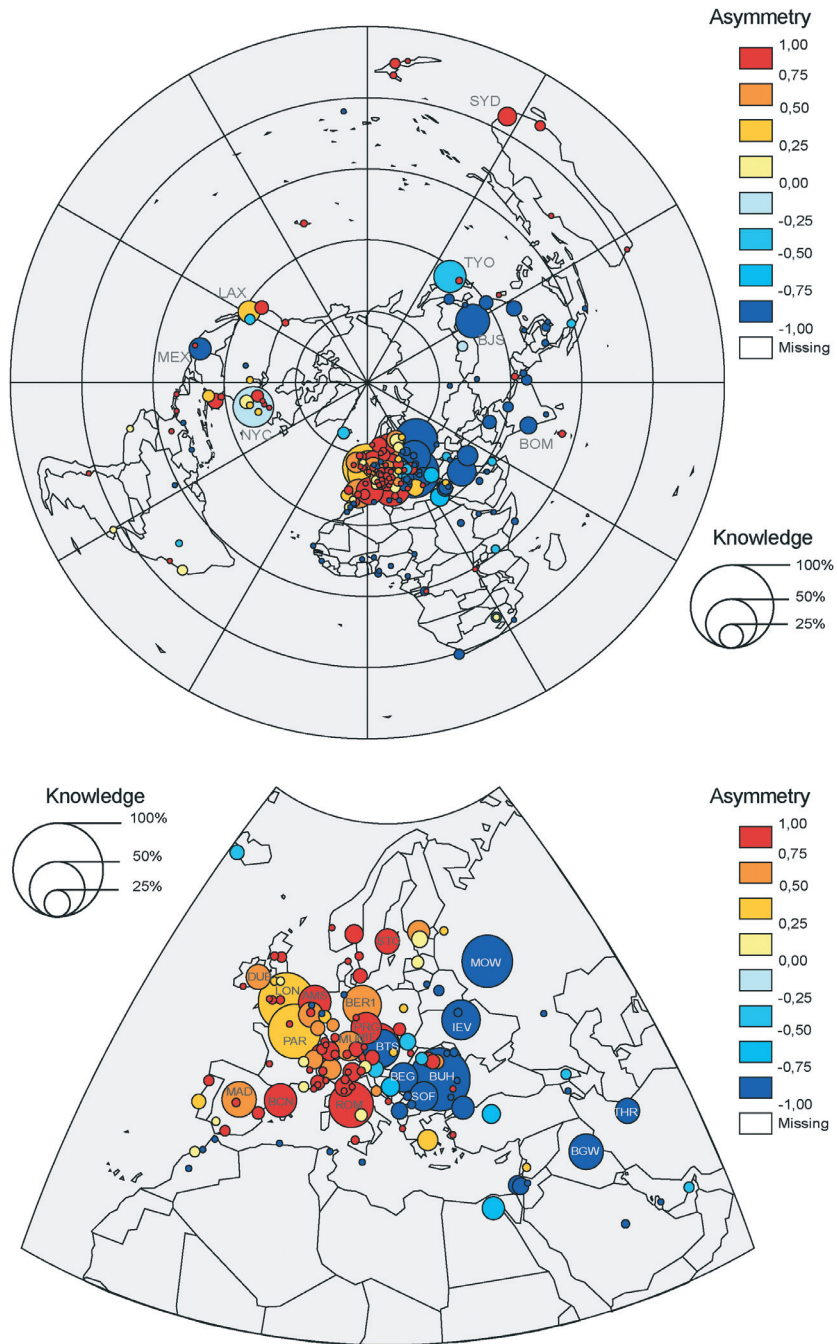 Asymmetry
1,00
0,75
0,50
0,25
0,00
-0,25
-0,50
-0,75
-1,00
Missing
SYD
TYO
LAX
MEX
BJS
NYC
BOM
Knowledge
100%
50%
25%
Knowledge
100%
50%
25%
Asymmetry
1,00
0,75
0,50
0,25
0,00
-0,25
-0,50
-0,75
-1,00
Missing
STO
MOW
DUB
LON
AMS
BER1
IEV
PAR
PRG
MUN
BTS
BEG
BUH
SOF
MAD
BCN
ROM
THR
BGW